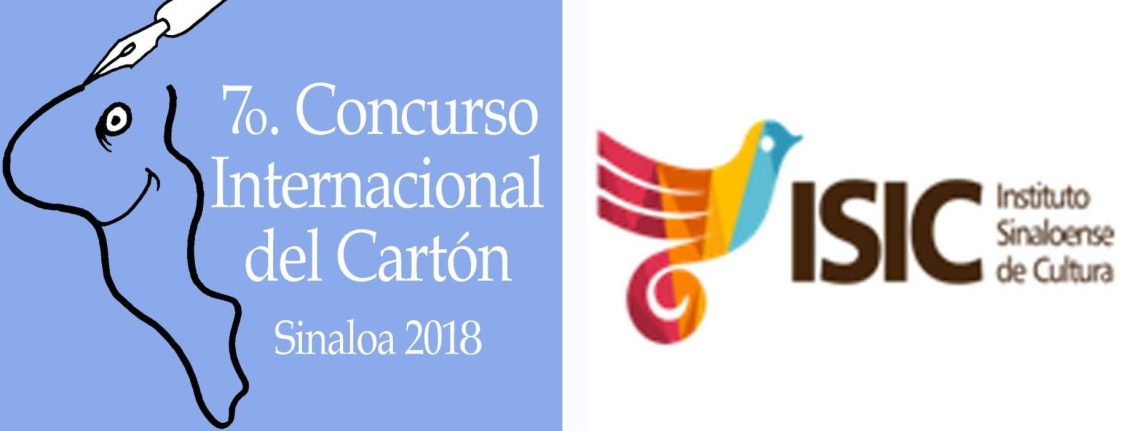 7o. Concurso
Internacional
del Cartón
Sinaloa 2018
ISIC
Instituto
Sinaloense
de Cultura